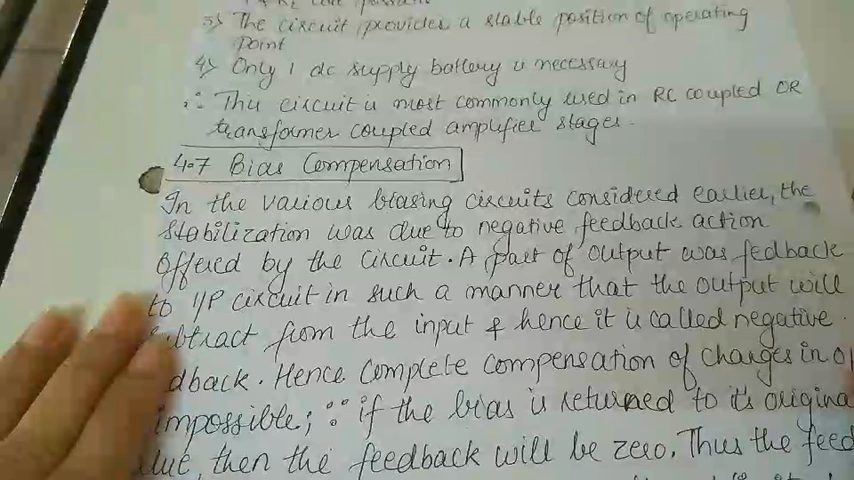 3) The circuit provides a stable position of operating
point
4) Only 1 dc supply battery is necessary
∴ This circuit is most commonly used in RC coupled OR
transformer coupled amplifier stages.
4.7 Bias Compensation
In the various biasing circuits considered earlier, the
stabilization was due to negative feedback action
offered by the circuit. A part of output was fedback
to I/P circuit in such a manner that the output will
subtract from the input & hence it is called negative
dback. Hence complete compensation of changes in
impossible; ∵ if the bias is returned to it's origina
lue, then the feedback will be zero. Thus the feed